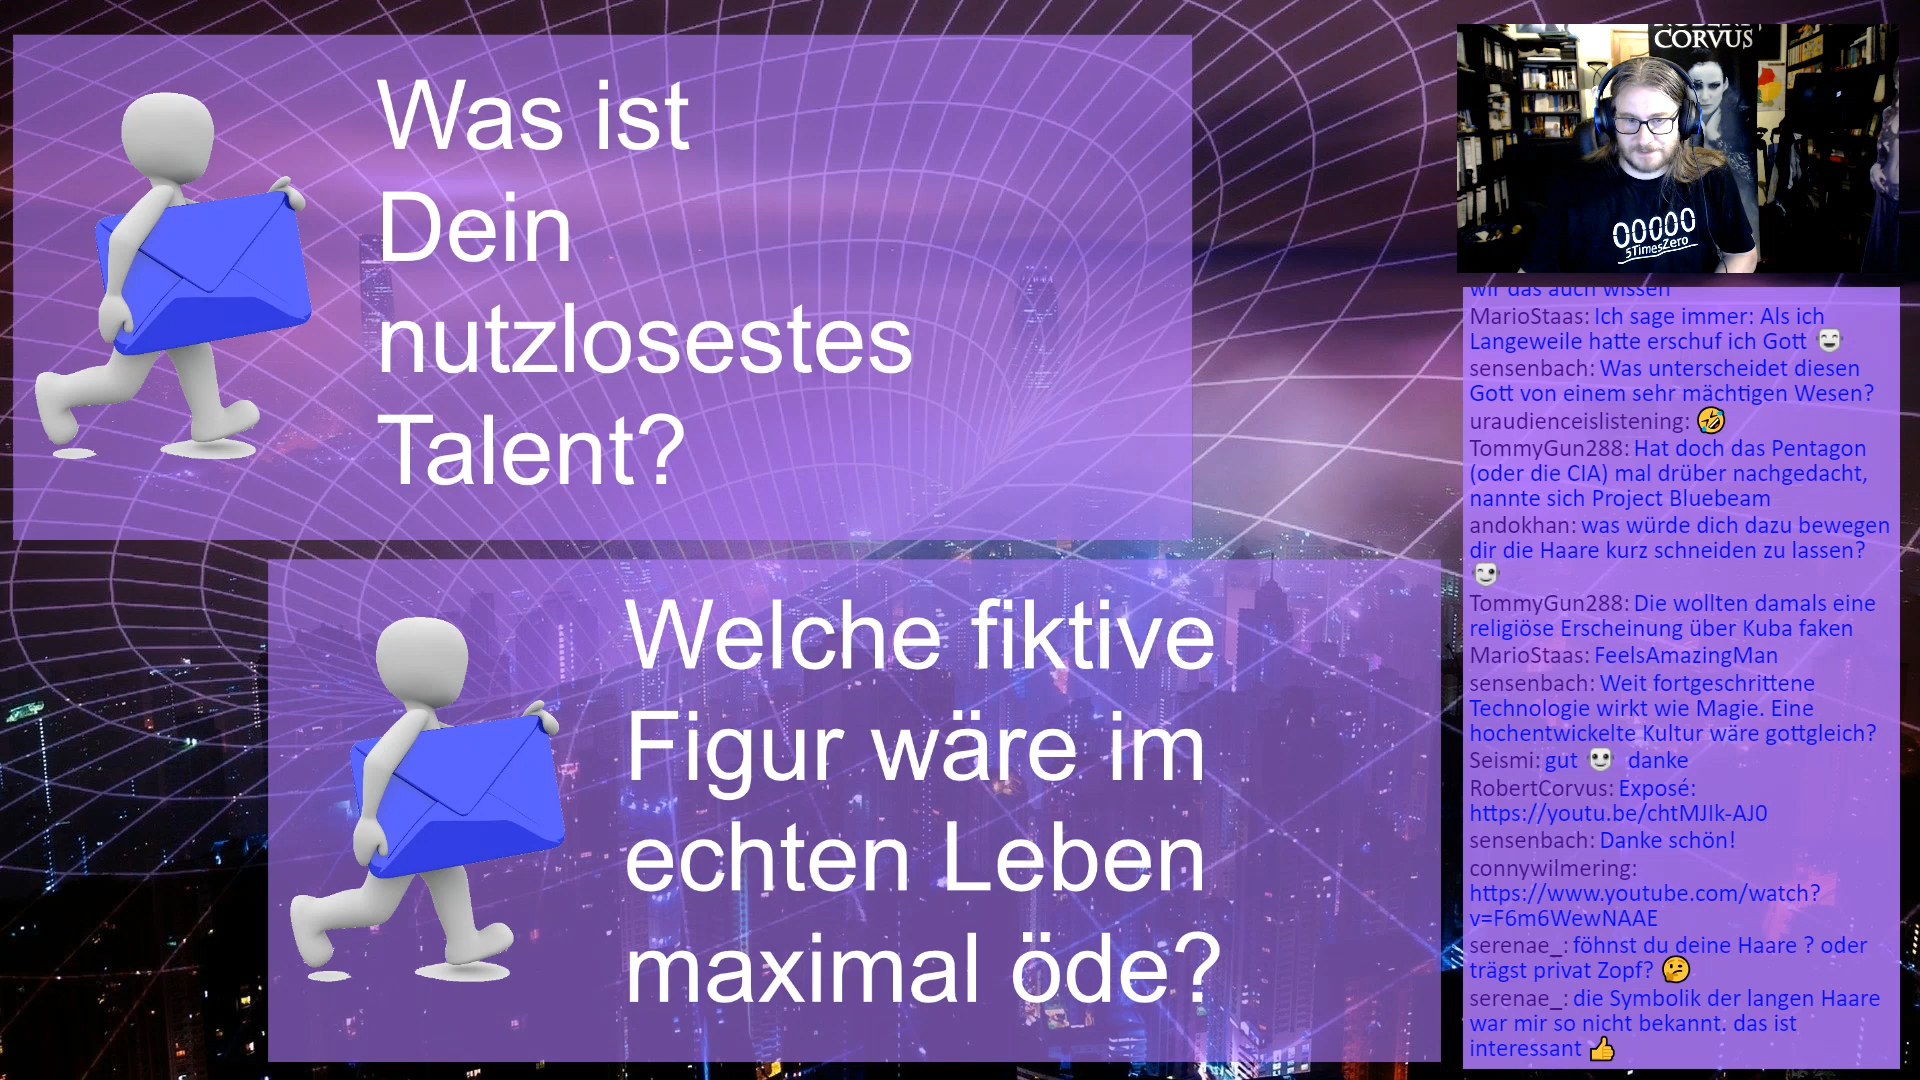 Was ist
Dein
nutzlosestes
Talent?
Welche fiktive
Figur wäre im
echten Leben
maximal öde?
CORVUS
00000
5TimesZero
wir das auch wissen
MarioStaas: Ich sage immer: Als ich
Langeweile hatte erschuf ich Gott
sensenbach: Was unterscheidet diesen
Gott von einem sehr mächtigen Wesen?
uraudienceislistening: 🤣
TommyGun288: Hat doch das Pentagon
(oder die CIA) mal drüber nachgedacht,
nannte sich Project Bluebeam
andokhan: was würde dich dazu bewegen
dir die Haare kurz schneiden zu lassen?
TommyGun288: Die wollten damals eine
religiöse Erscheinung über Kuba faken
MarioStaas: FeelsAmazingMan
sensenbach: Weit fortgeschrittene
Technologie wirkt wie Magie. Eine
hochentwickelte Kultur wäre gottgleich?
Seismi: gut danke
RobertCorvus: Exposé:
https://youtu.be/chtMJIk-AJ0
sensenbach: Danke schön!
connywilmering:
https://www.youtube.com/watch?
v=F6m6WewNAAE
serenae_: föhnst du deine Haare ? oder
trägst privat Zopf? 🤔
serenae_: die Symbolik der langen Haare
war mir so nicht bekannt. das ist
interessant 👍